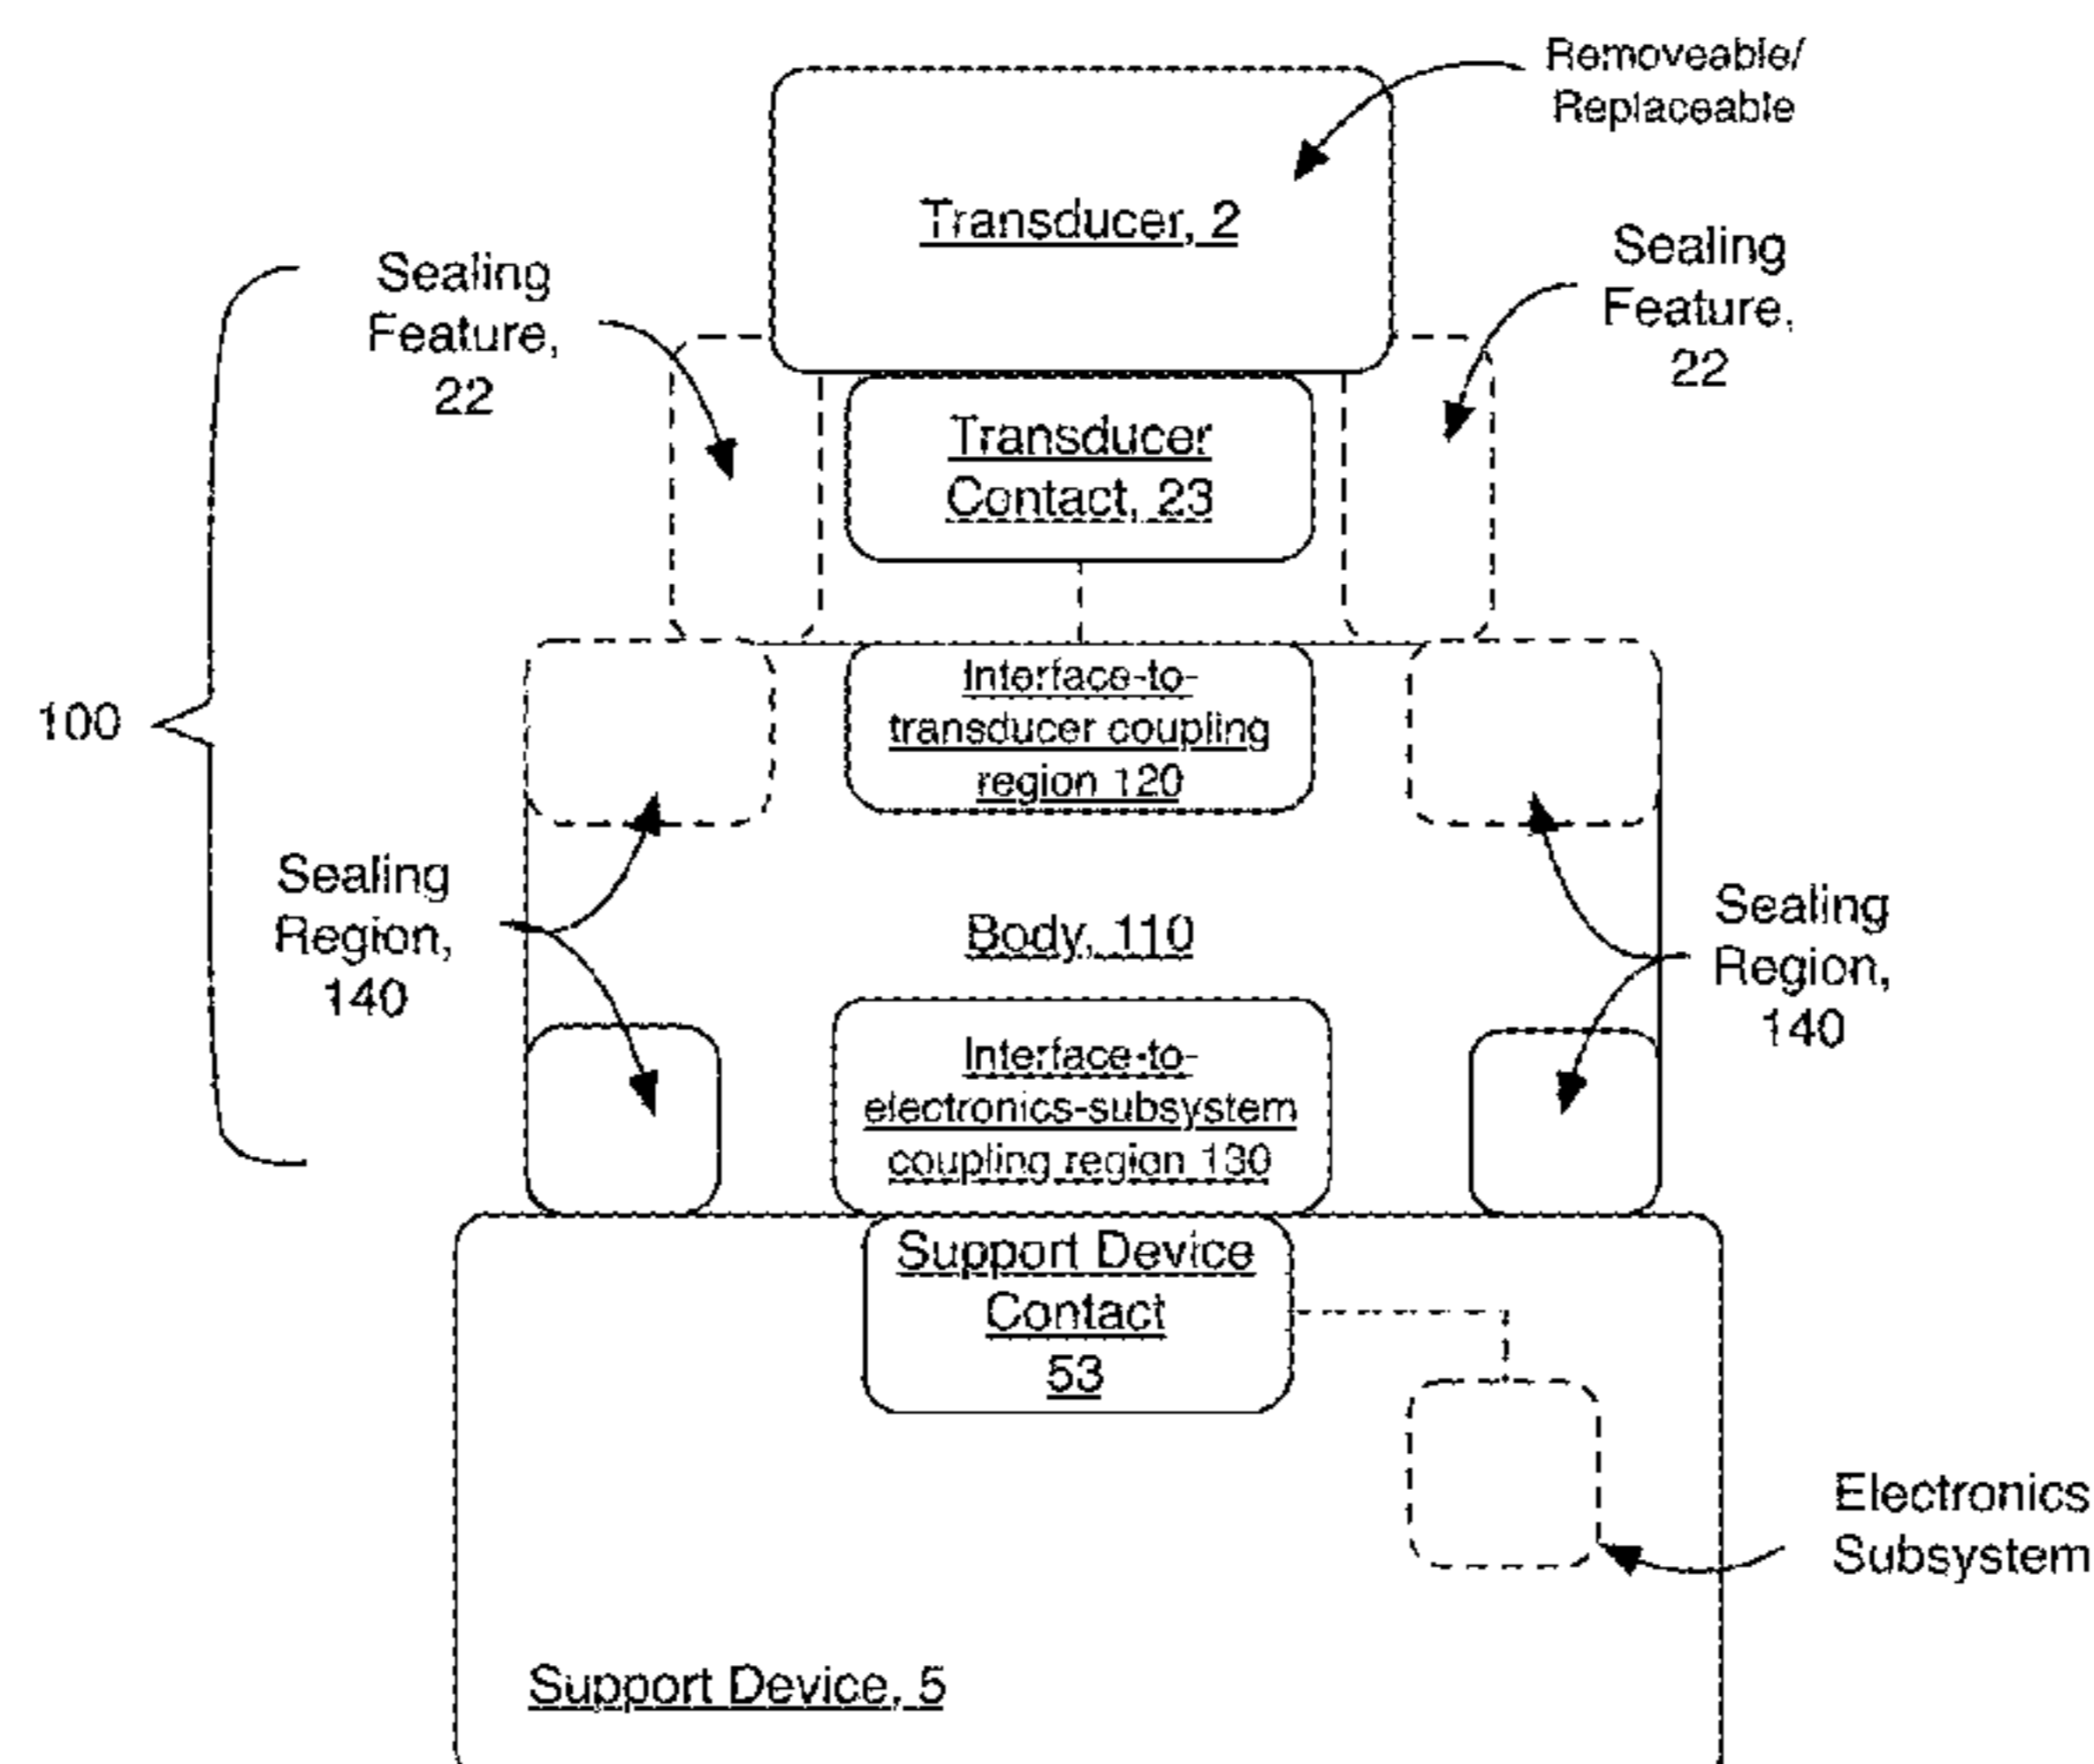 Removeable/
Replaceable
Transducer, 2
Sealing
Feature,
22
Sealing
Feature,
22
Transducer
Contact, 23
Interface-to-
transducer coupling
region 120
100
Sealing
Region,
140
Body, 110
Sealing
Region,
140
Interface-to-
electronics-subsystem
coupling region 130
Support Device
Contact
53
Electronics
Subsystem
Support Device, 5